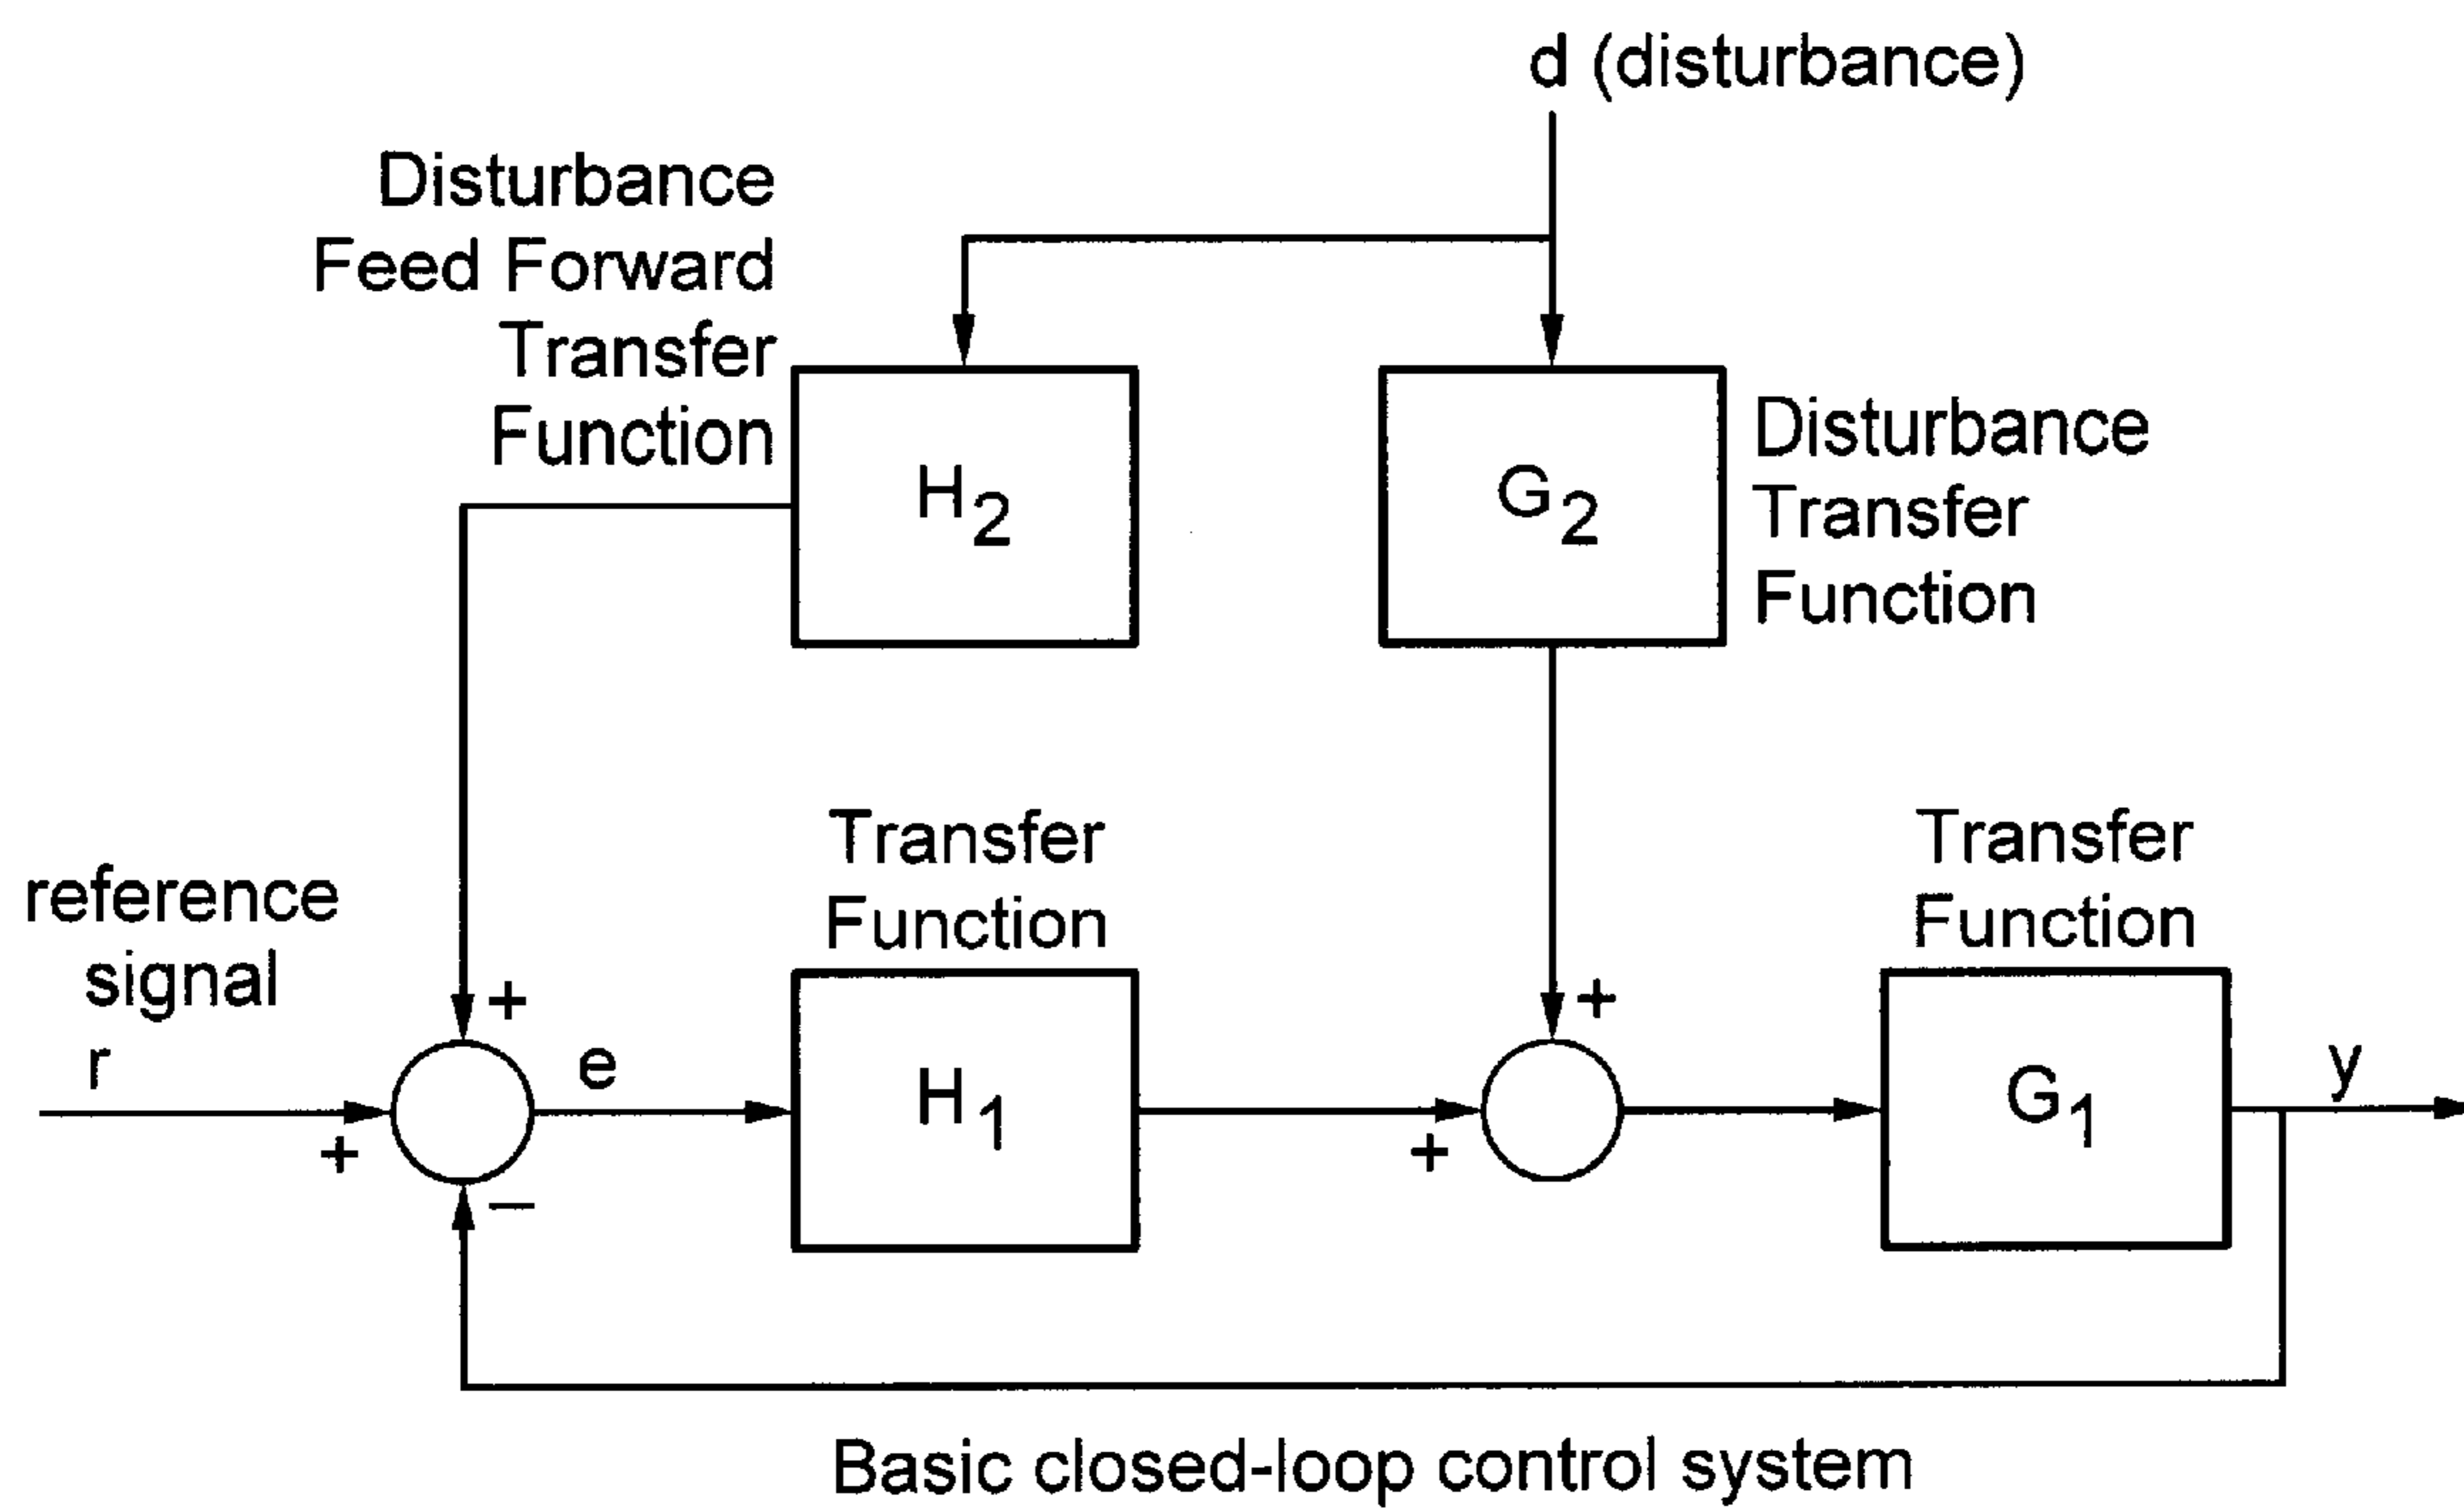 d (disturbance)
Disturbance
Feed Forward
Transfer
Function
H2
G2
Disturbance
Transfer
Function
reference
signal
r
+
+
−
e
Transfer
Function
H1
+
+
Transfer
Function
G1
y
Basic closed-loop control system